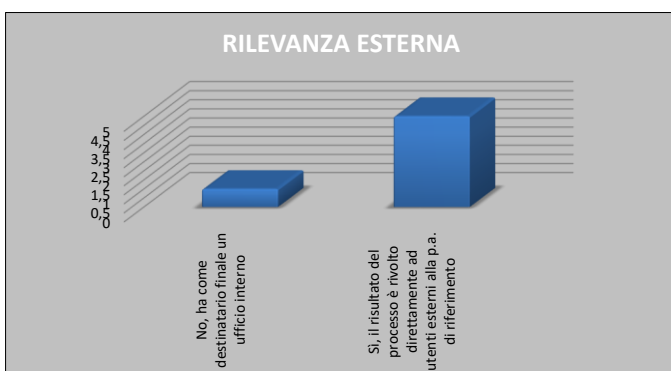 RILEVANZA ESTERNA
5
4,5
4
3,5
3
2,5
2
1,5
1
0,5
0
No, ha come
destinatario finale un
ufficio interno
Sì, il risultato del
processo è rivolto
direttamente ad
utenti esterni alla p.a.
di riferimento